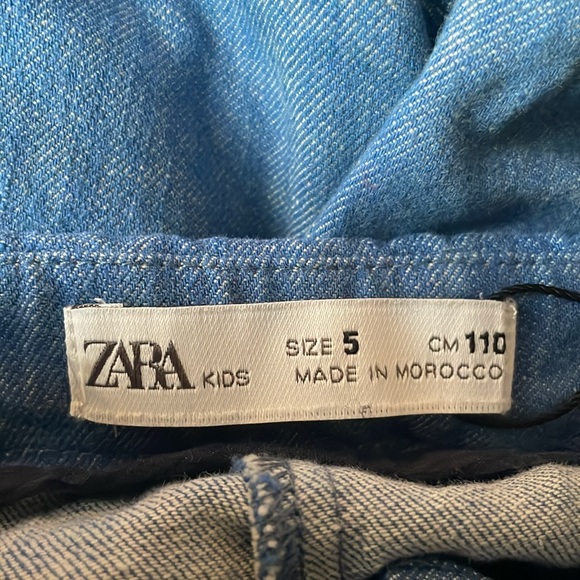 ZARA KIDS SIZE 5 CM 110
MADE IN MOROCCO